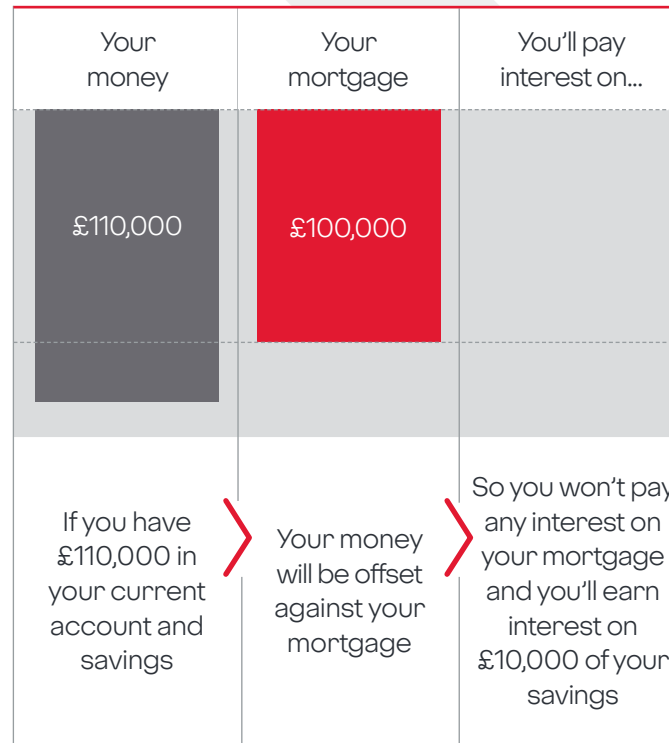 Your
money
Your
mortgage
You'll pay
interest on...
£110,000
£100,000
If you have
£110,000 in
your current
account and
savings
Your money
will be offset
against your
mortgage
So you won't pay
any interest on
your mortgage
and you'll earn
interest on
£10,000 of your
savings